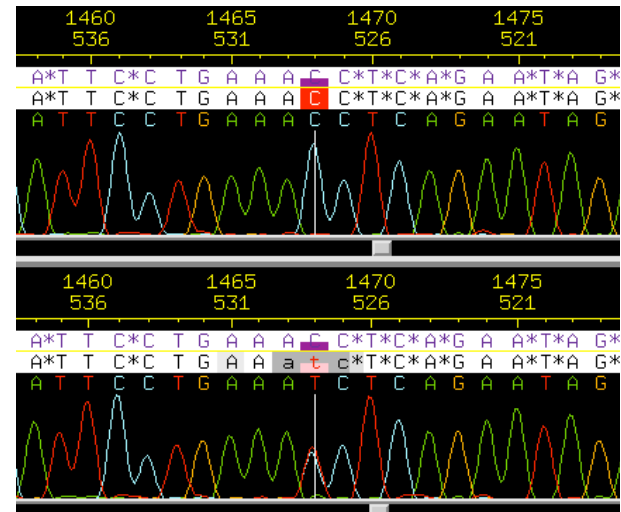 1460 1465 1470 1475
536 531 526 521
A*T T C*C T G A A A C C*T*C*A*G A A*T*A G*
A*T T C*C T G A A A C C*T*C*A*G A A*T*A G*
A T T C C T G A A A C C T C A G A A T A G
1460 1465 1470 1475
536 531 526 521
A*T T C*C T G A A A C C*T*C*A*G A A*T*A G*
A*T T C*C T G A A a t c*T*C*A*G A A*T*A G*
A T T C C T G A A A T C T C A G A A T A G